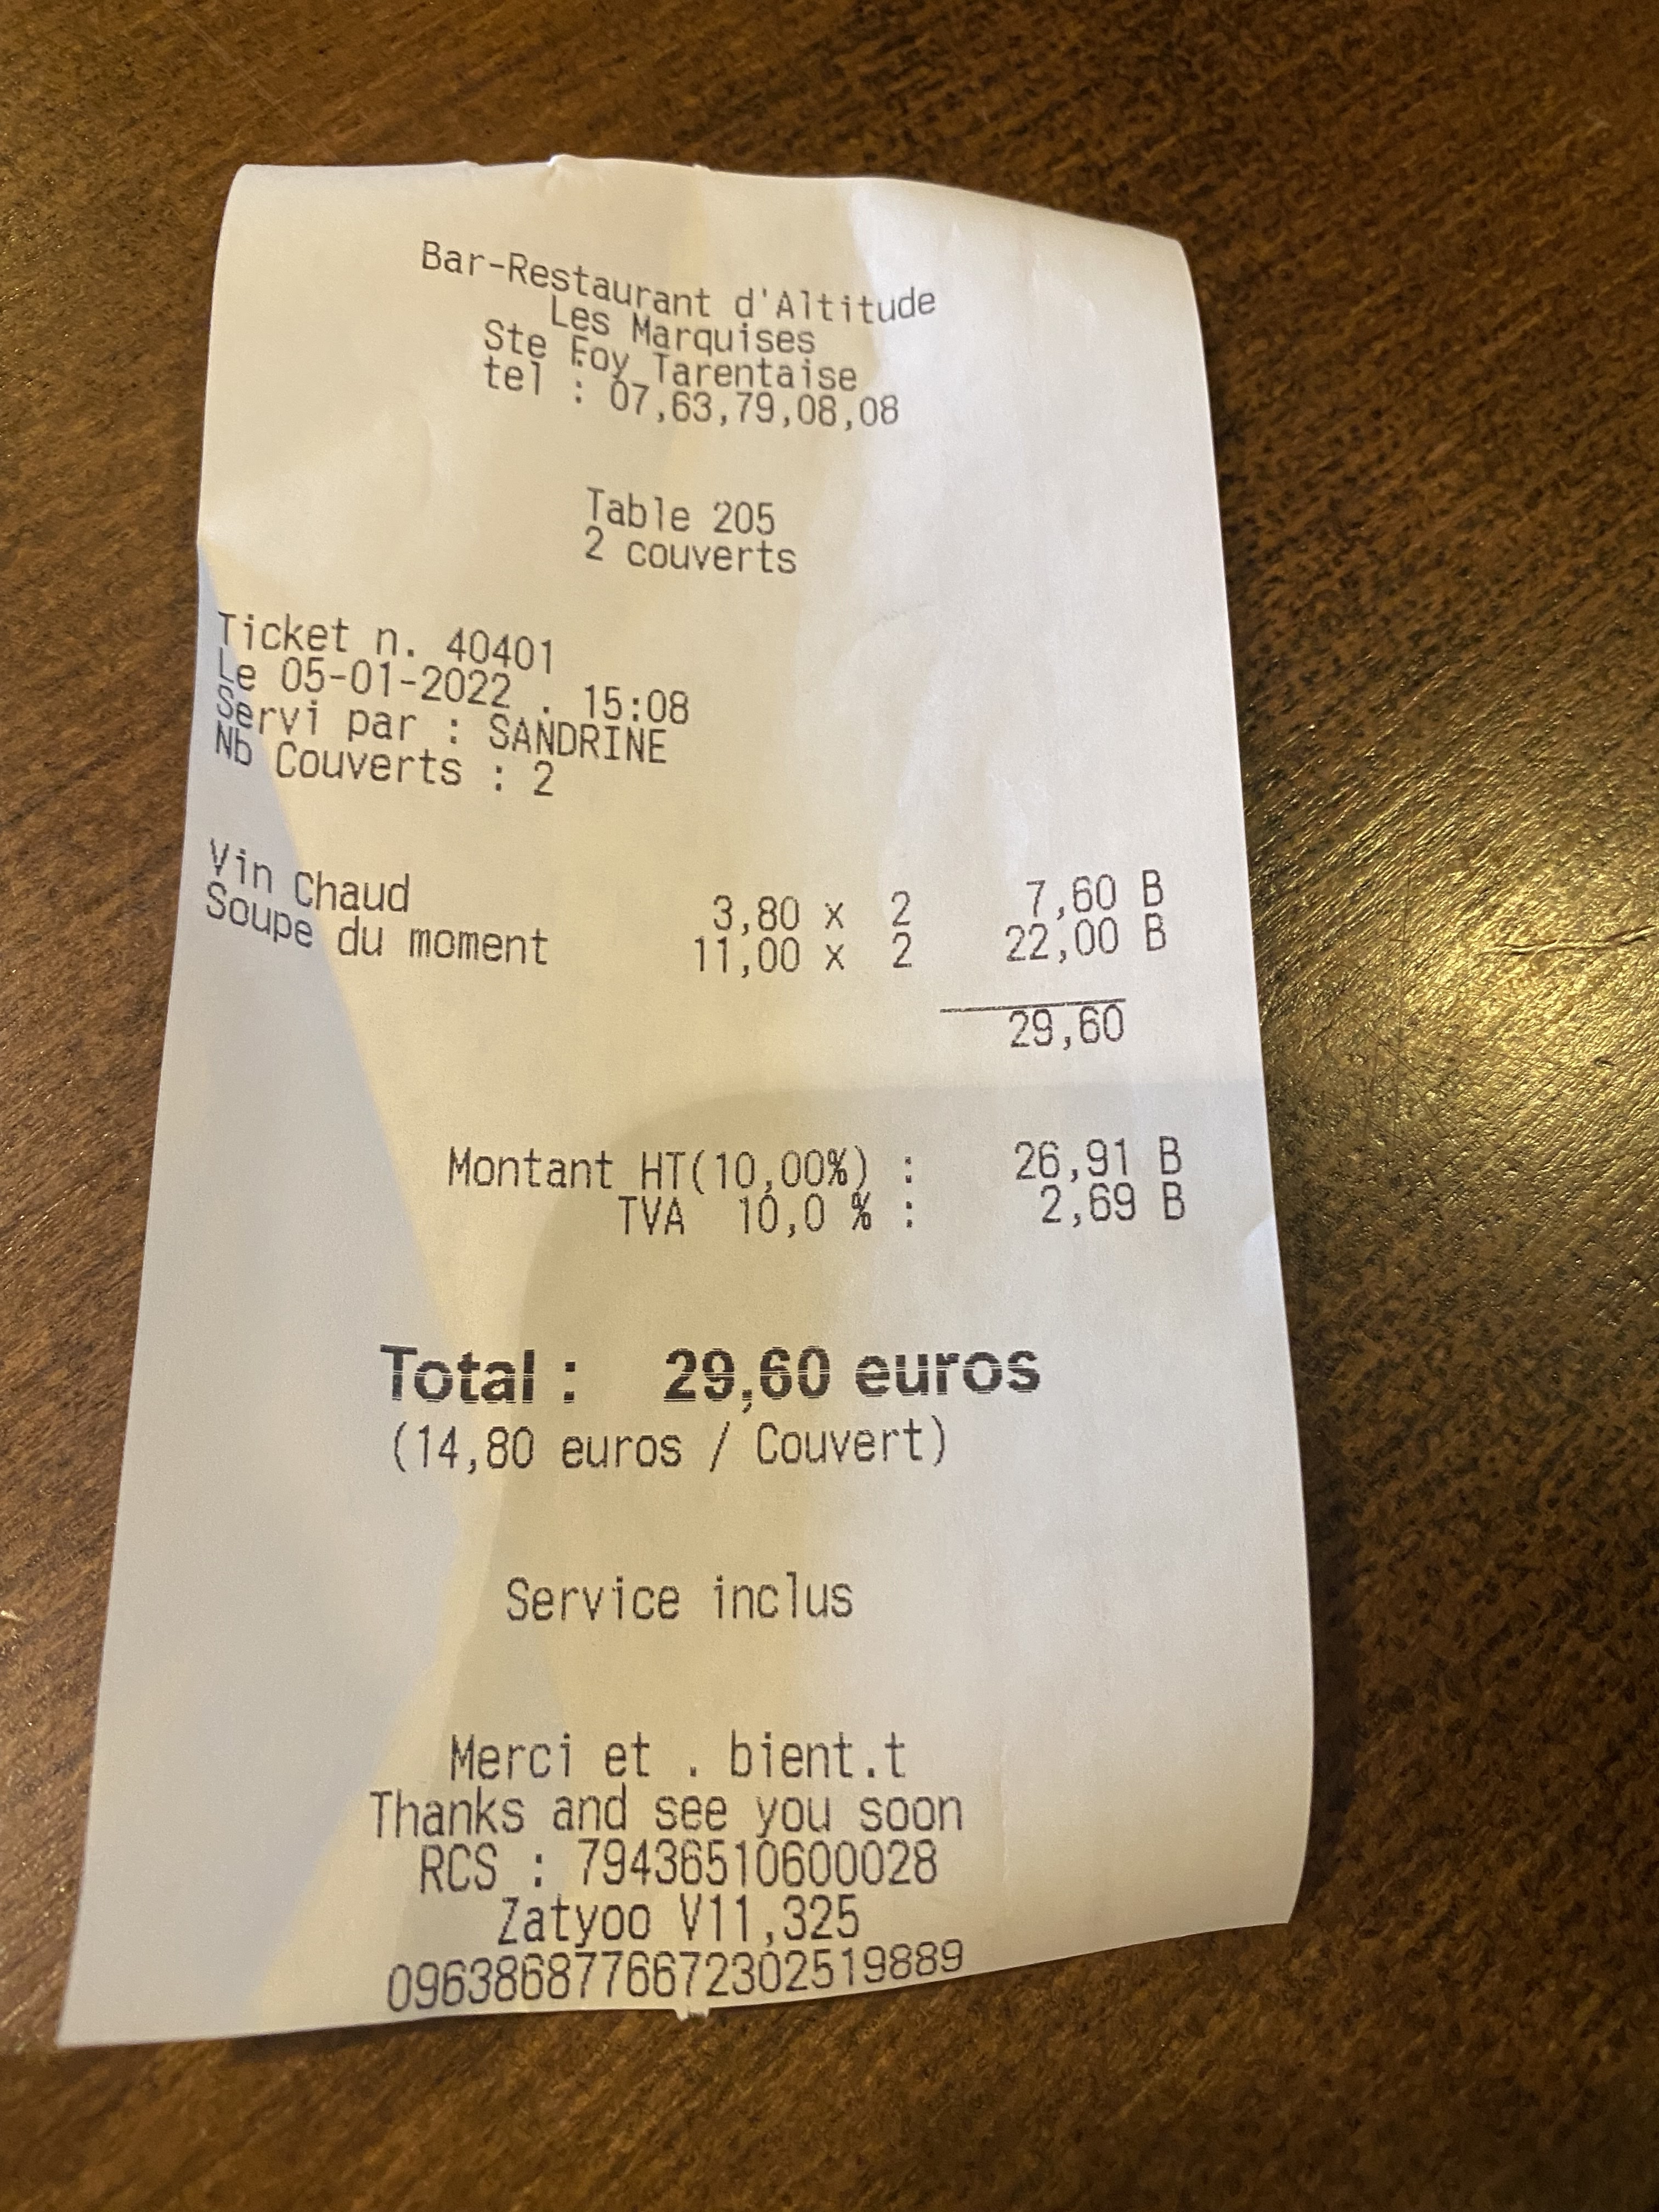 Bar-Restaurant d'Altitude
Les Marquises
Ste Foy Tarentaise
tel : 07,63,79,08,08
Table 205
2 couverts
Ticket n. 40401
Le 05-01-2022 . 15:08
Servi par : SANDRINE
Nb Couverts : 2
Vin Chaud 3,80 x 2 7,60 B
Soupe du moment 11,00 x 2 22,00 B
29,60
Montant HT(10,00%) : 26,91 B
TVA 10,0 % : 2,69 B
Total : 29,60 euros
(14,80 euros / Couvert)
Service inclus
Merci et . bient.t
Thanks and see you soon
RCS : 79436510600028
Zatyoo V11,325
0963868776672302519889